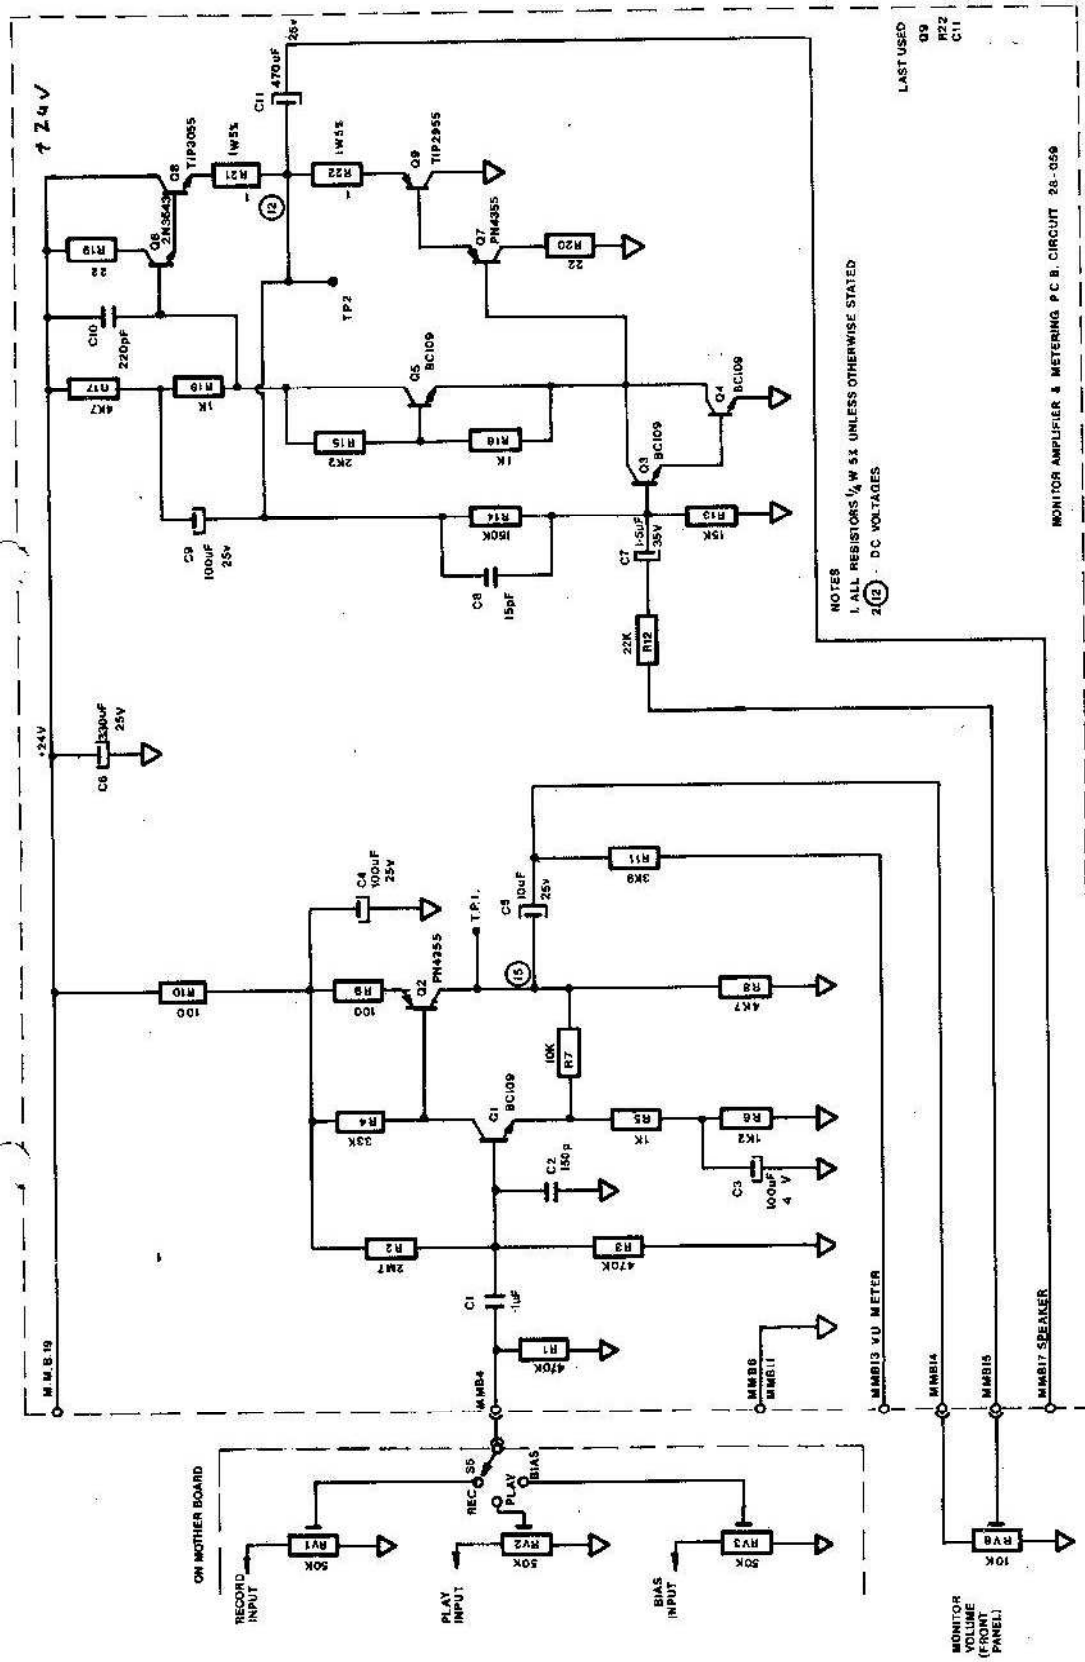 ON MOTHER BOARD
RECORD INPUT
RV1
50K
PLAY INPUT
RV2
50K
BIAS INPUT
RV3
50K
REC
S5
PLAY
BIAS
MONITOR
VOLUME
(FRONT
PANEL)
RV8
10K
M.M.B.19
MMB4
MMB6
MMB11
MMB13 VU METER
MMB14
MMB15
MMB17 SPEAKER
R1
470K
C1
·1uF
R2
2M7
R3
470K
C2
150p
R4
33K
BC109
C3
100uF
4 V
R5
1K
R6
1K2
R7
10K
R8
4K7
R9
100
R10
100
Q2
PN4355
C4
100uF
25V
T.P.1.
15
C5
10uF
25V
R11
3K9
+24V
C6
330uF
25V
R12
22K
C7
1·5uF
35V
R13
15K
C8
15pF
R14
150K
C9
100uF
25V
Q3
BC109
Q4
BC109
R15
2K2
R16
1K
Q5
BC109
R17
4K7
R18
1K
C10
220pF
R19
22
Q6
2N3643
Q7
PN4355
R20
22
TP2
12
Q8
TIP3055
R21
1
1W5%
R22
1
1W5%
Q9
TIP2955
C11
470uF
25V
24V
NOTES
1. ALL RESISTORS 1/4 W 5% UNLESS OTHERWISE STATED
2. 12 - DC VOLTAGES
LAST USED
Q9
R22
C11
MONITOR AMPLIFIER & METERING P.C.B. CIRCUIT 28-059